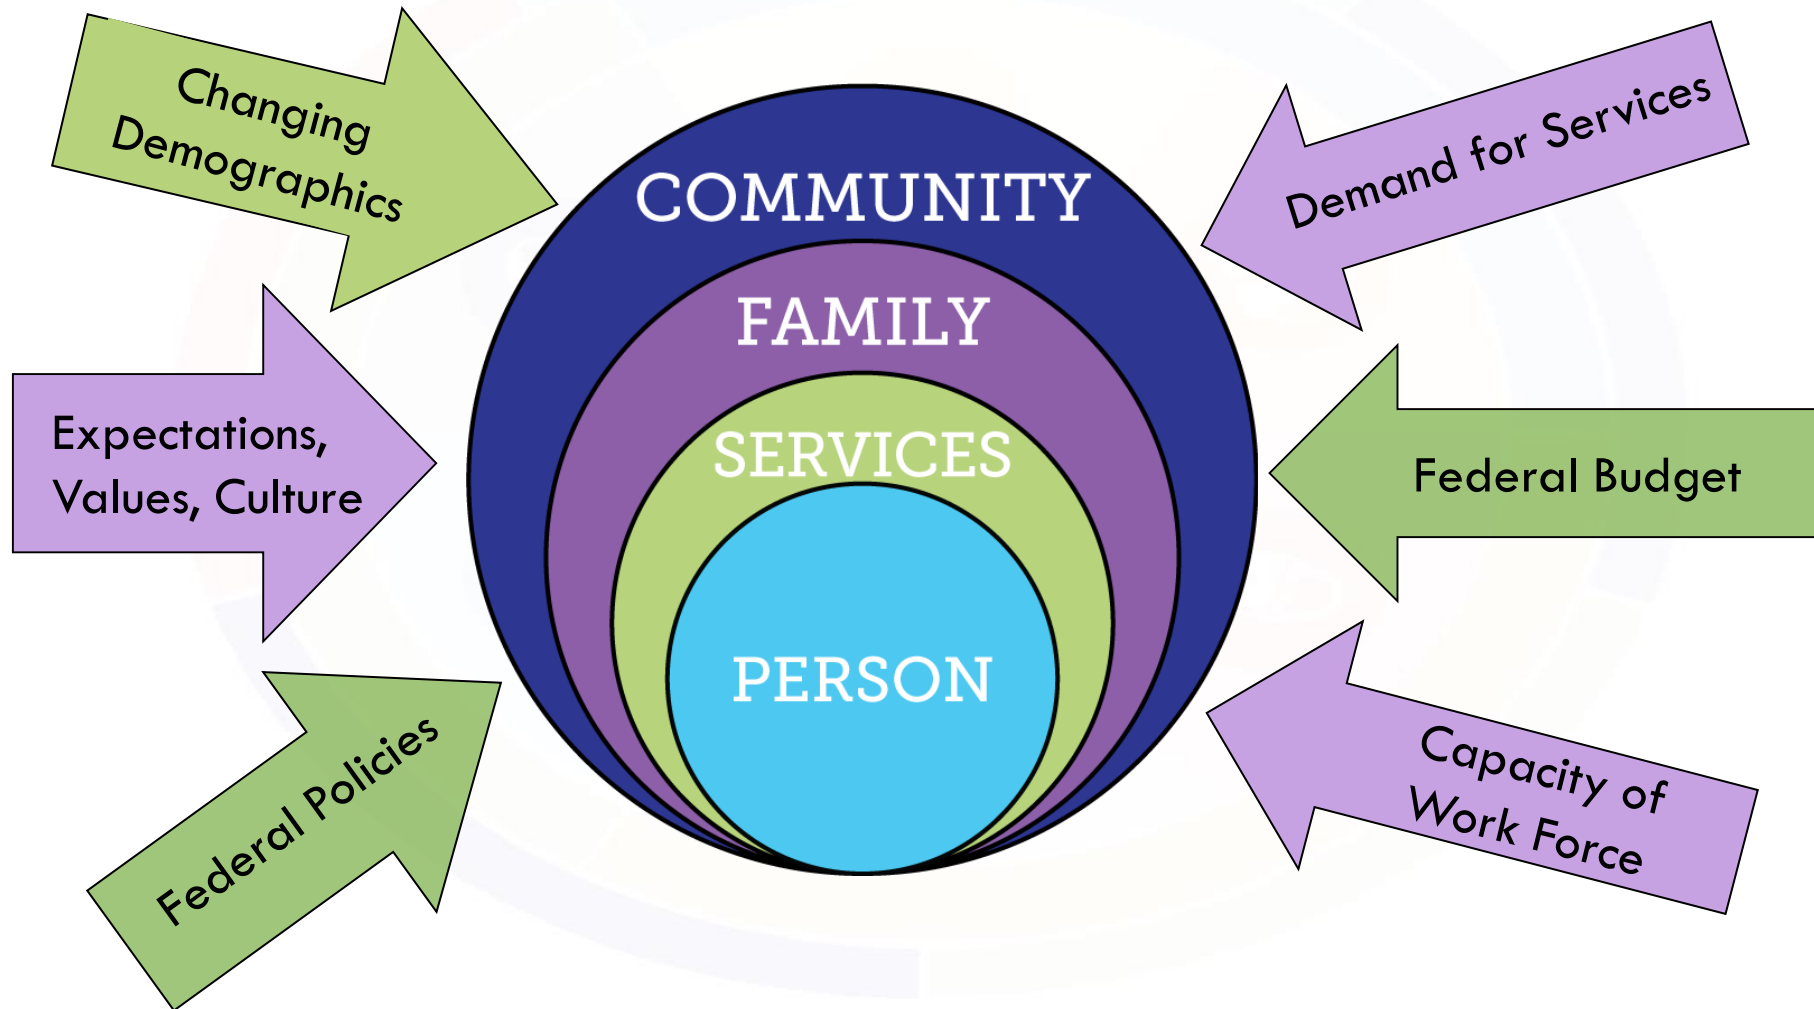 Changing
Demographics
Expectations,
Values, Culture
Federal Policies
COMMUNITY
FAMILY
SERVICES
PERSON
Demand for Services
Federal Budget
Capacity of
Work Force